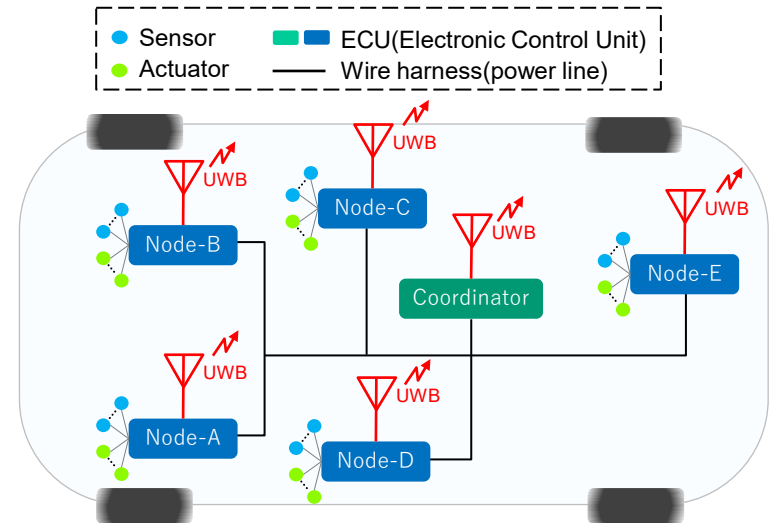 Sensor
ECU(Electronic Control Unit)
Actuator
Wire harness(power line)
UWB
Node-C
UWB
Node-B
UWB
Node-E
UWB
Coordinator
UWB
Node-A
UWB
Node-D